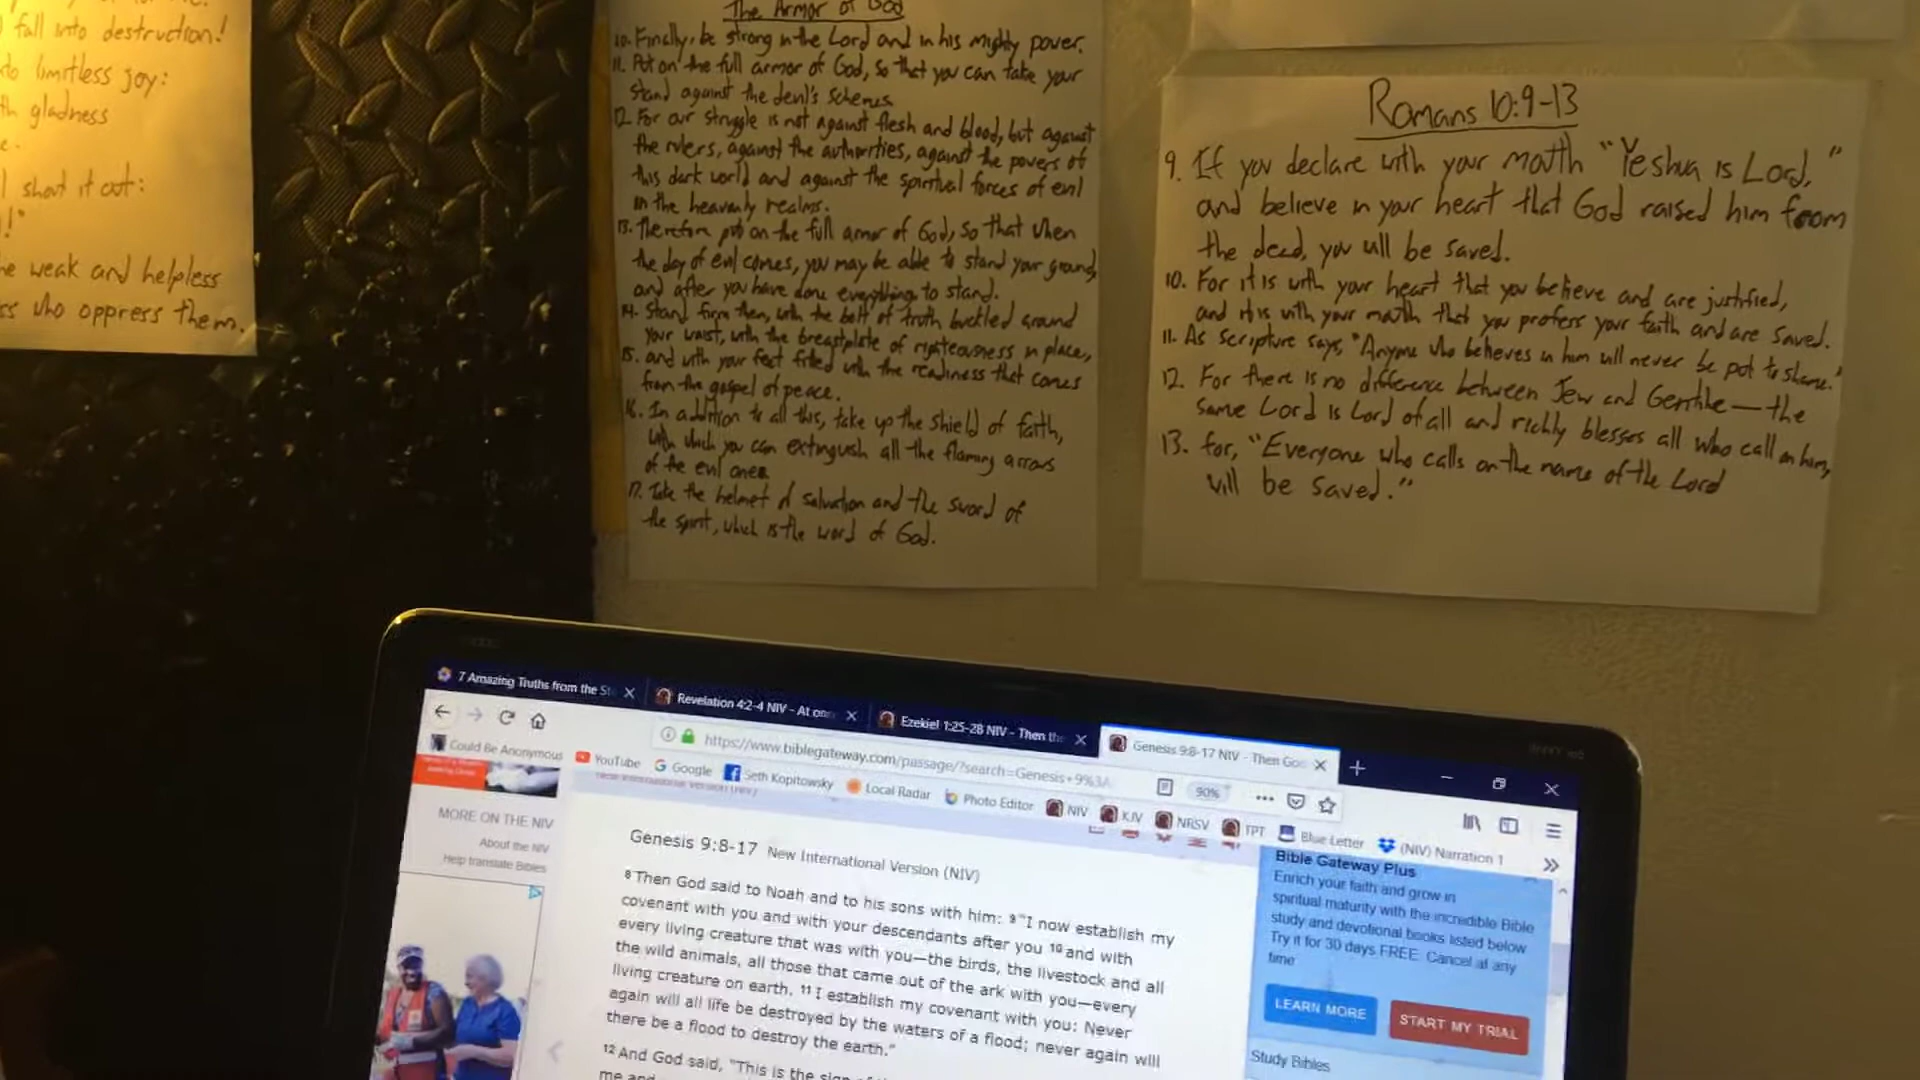 fall into destruction!
to limitless joy:
th gladness
e.
I shout it out:
!"
he weak and helpless
ss who oppress them.
The Armor of God
10. Finally, be strong in the Lord and in his mighty power.
11. Put on the full armor of God, so that you can take your
stand against the devil's schemes
12. For our struggle is not against flesh and blood, but against
the rulers, against the authorities, against the powers of
this dark world and against the spiritual forces of evil
in the heavenly realms.
13. Therefore put on the full armor of God, so that when
the day of evil comes, you may be able to stand your ground,
and after you have done everything to stand.
14. Stand firm then, with the belt of truth buckled around
your waist, with the breastplate of righteousness in place,
15. and with your feet fitted with the readiness that comes
from the gospel of peace.
16. In addition to all this, take up the shield of faith,
with which you can extinguish all the flaming arrows
of the evil one.
17. Take the helmet of salvation and the sword of
the spirit, which is the word of God.
Romans 10:9-13
9. If you declare with your mouth "Yeshua is Lord,"
and believe in your heart that God raised him from
the dead, you will be saved.
10. For it is with your heart that you believe and are justified,
and it is with your mouth that you profess your faith and are saved.
11. As scripture says, "Anyone who believes in him will never be put to shame."
12. For there is no difference between Jew and Gentile—the
same Lord is Lord of all and richly blesses all who call on him,
13. for, "Everyone who calls on the name of the Lord
will be saved."
7 Amazing Truths from the St
Revelation 4:2-4 NIV - At once
Ezekiel 1:25-28 NIV - Then the
Genesis 9:8-17 NIV - Then God
https://www.biblegateway.com/passage/?search=Genesis+9%3A
90%
Could Be Anonymous
YouTube
Google
Seth Kopitowsky
Local Radar
Photo Editor
NIV
KJV
NRSV
TPT
Blue Letter
(NIV) Narration 1
MORE ON THE NIV
About the NIV
Help translate Bibles
New International Version (NIV)
Genesis 9:8-17 New International Version (NIV)
8 Then God said to Noah and to his sons with him: 9 "I now establish my
covenant with you and with your descendants after you 10 and with
every living creature that was with you—the birds, the livestock and all
the wild animals, all those that came out of the ark with you—every
living creature on earth. 11 I establish my covenant with you: Never
again will all life be destroyed by the waters of a flood; never again will
there be a flood to destroy the earth."
12 And God said, "This is the sign of
me and
Bible Gateway Plus
Enrich your faith and grow in
spiritual maturity with the incredible Bible
study and devotional books listed below
Try it for 30 days FREE. Cancel at any
time
LEARN MORE
START MY TRIAL
Study Bibles